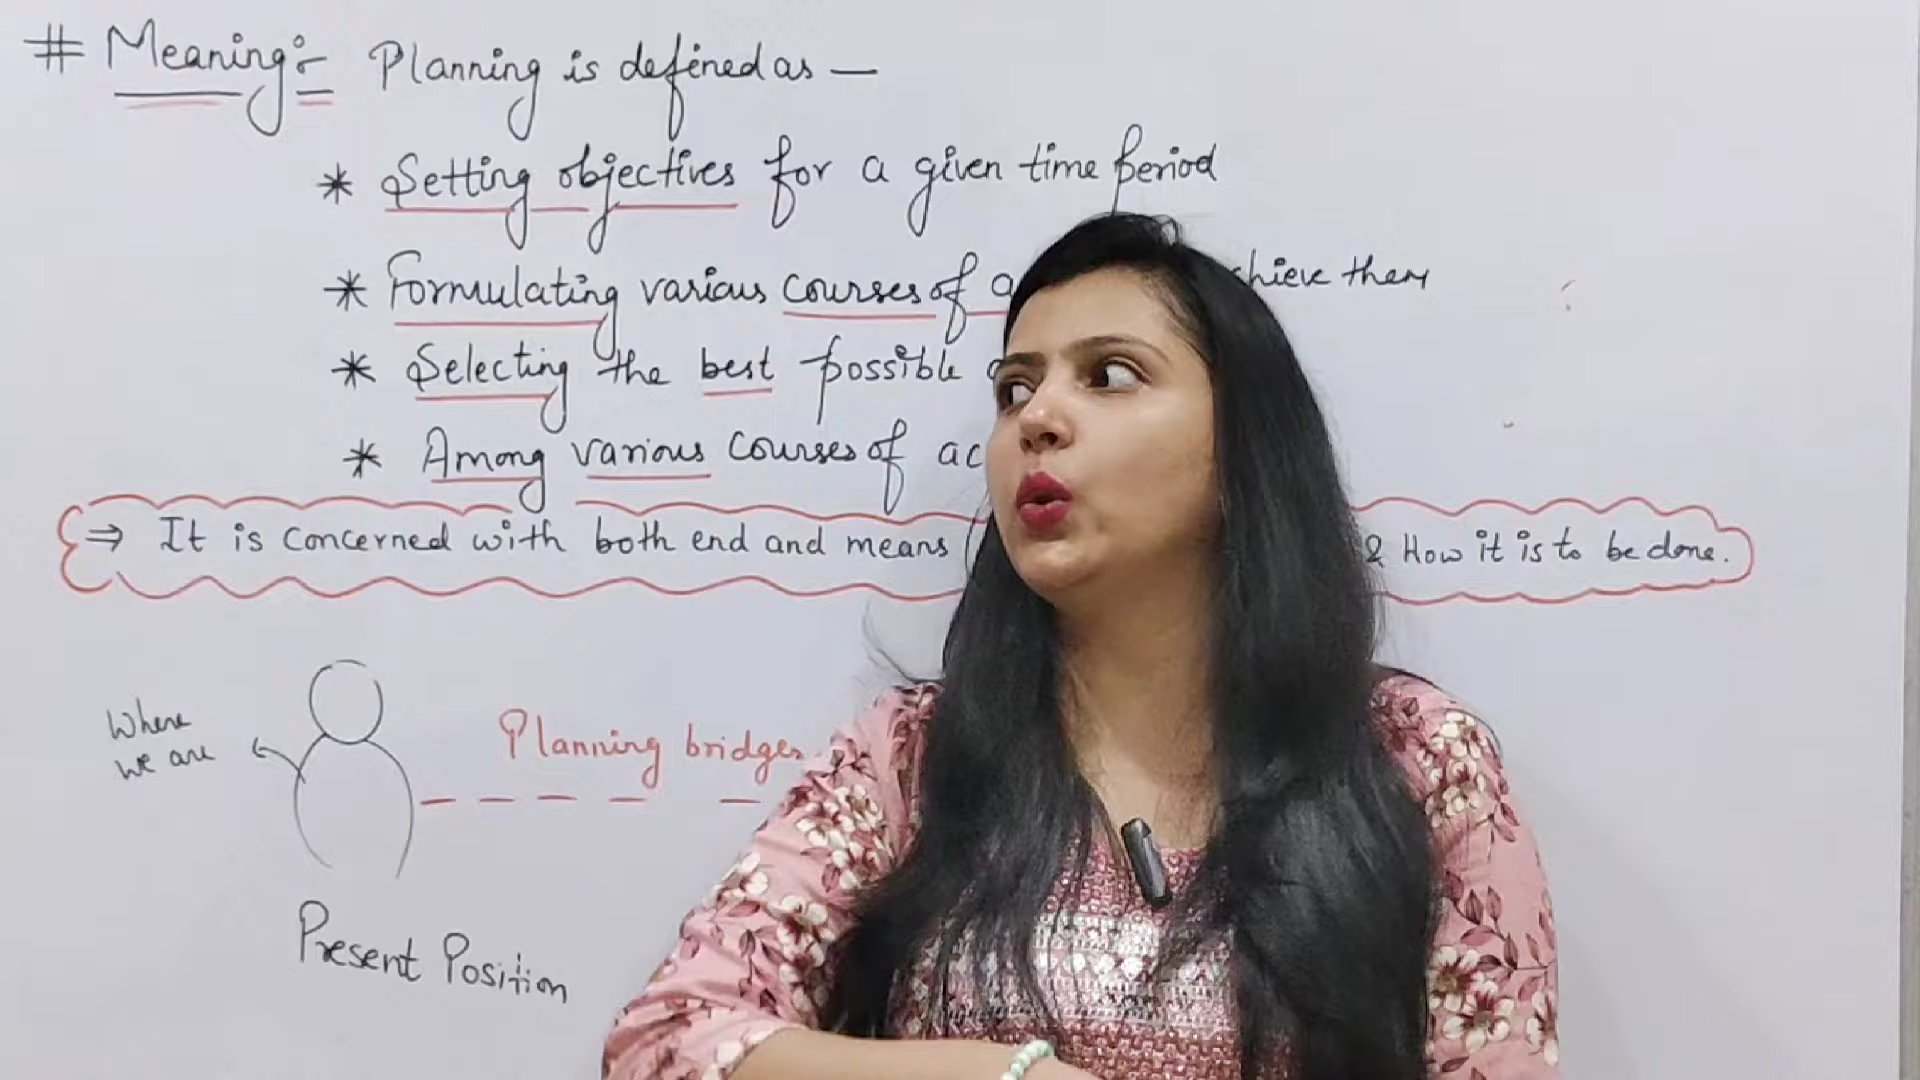 # Meaning:- Planning is defined as —
* Setting objectives for a given time period
* Formulating various courses of achieve them
* Selecting the best possible
* Among various courses of
⇒ It is concerned with both end and means ( & How it is to be done.
Where
we are
Planning bridges
Present Position